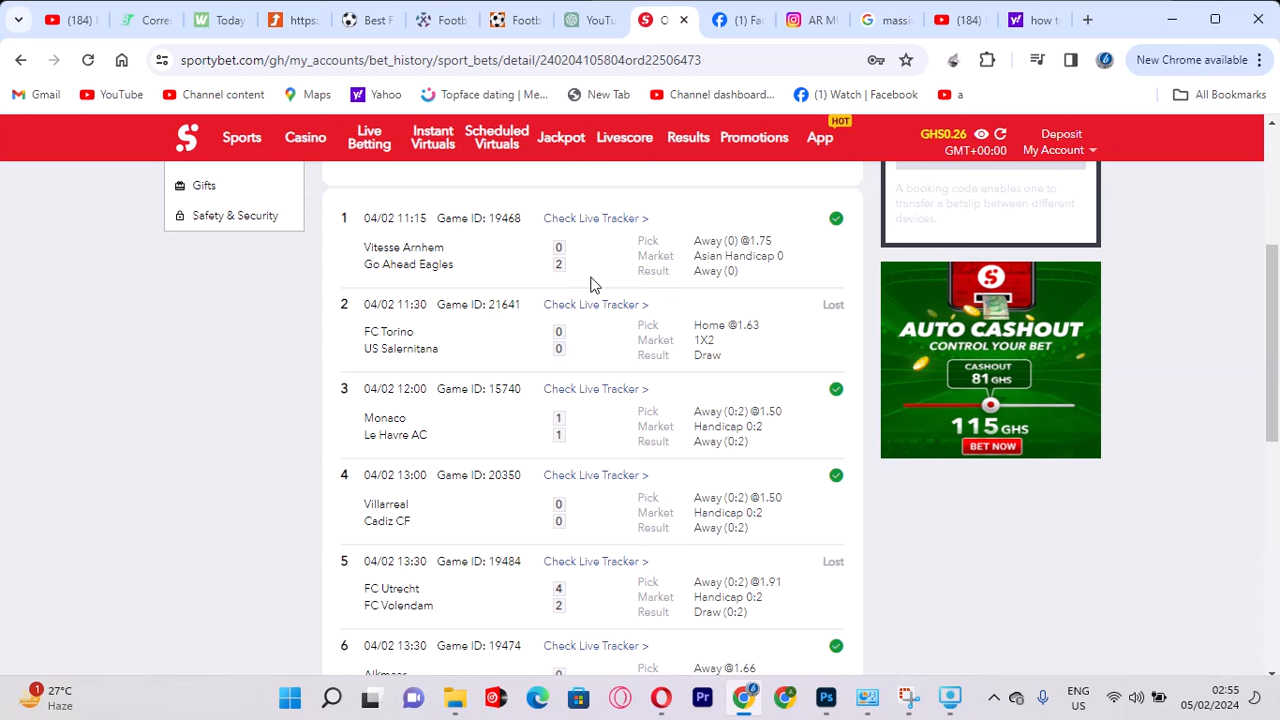 (184)
Corre
Today
https
Best F
Footb
Footb
YouTu
O
(1) Fa
AR M
massi
(184)
how t
sportybet.com/gh/my_accounts/bet_history/sport_bets/detail/240204105804ord22506473
New Chrome available
Gmail
YouTube
Channel content
Maps
Yahoo
Topface dating | Me...
New Tab
Channel dashboard...
(1) Watch | Facebook
a
All Bookmarks
Sports
Casino
Live
Betting
Instant
Virtuals
Scheduled
Virtuals
Jackpot
Livescore
Results
Promotions
App
HOT
GHS0.26
GMT+00:00
Deposit
My Account
Gifts
Safety & Security
A booking code enables one to
transfer a betslip between different
devices.
1 04/02 11:15 Game ID: 19468 Check Live Tracker >
Vitesse Arnhem 0
Go Ahead Eagles 2
Pick Away (0) @1.75
Market Asian Handicap 0
Result Away (0)
2 04/02 11:30 Game ID: 21641 Check Live Tracker > Lost
FC Torino 0
US Salernitana 0
Pick Home @1.63
Market 1X2
Result Draw
3 04/02 12:00 Game ID: 15740 Check Live Tracker >
Monaco 1
Le Havre AC 1
Pick Away (0:2) @1.50
Market Handicap 0:2
Result Away (0:2)
4 04/02 13:00 Game ID: 20350 Check Live Tracker >
Villarreal 0
Cadiz CF 0
Pick Away (0:2) @1.50
Market Handicap 0:2
Result Away (0:2)
5 04/02 13:30 Game ID: 19484 Check Live Tracker > Lost
FC Utrecht 4
FC Volendam 2
Pick Away (0:2) @1.91
Market Handicap 0:2
Result Draw (0:2)
6 04/02 13:30 Game ID: 19474 Check Live Tracker >
Pick Away @1.66
AUTO CASHOUT
CONTROL YOUR BET
CASHOUT
81 GHS
115 GHS
BET NOW
1
27°C
Haze
ENG
US
02:55
05/02/2024